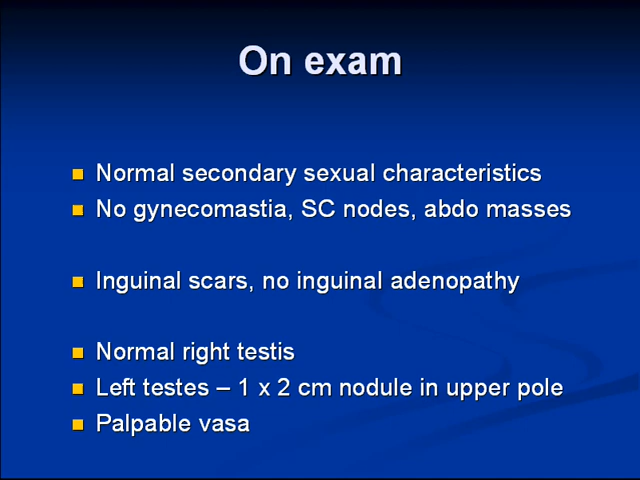 On exam
Normal secondary sexual characteristics
No gynecomastia, SC nodes, abdo masses
Inguinal scars, no inguinal adenopathy
Normal right testis
Left testes – 1 x 2 cm nodule in upper pole
Palpable vasa